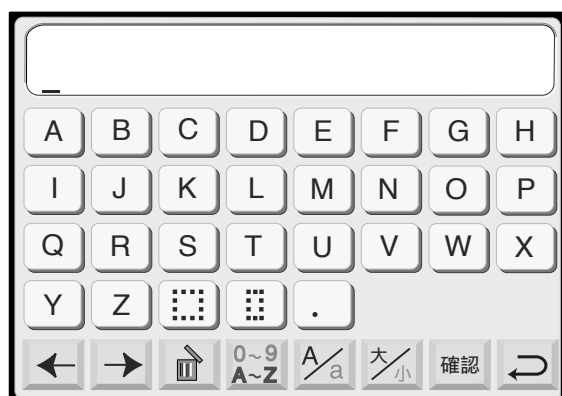 _
A B C D E F G H
I J K L M N O P
Q R S T U V W X
Y Z .
0~9 A/a 大/小 確認
A~Z